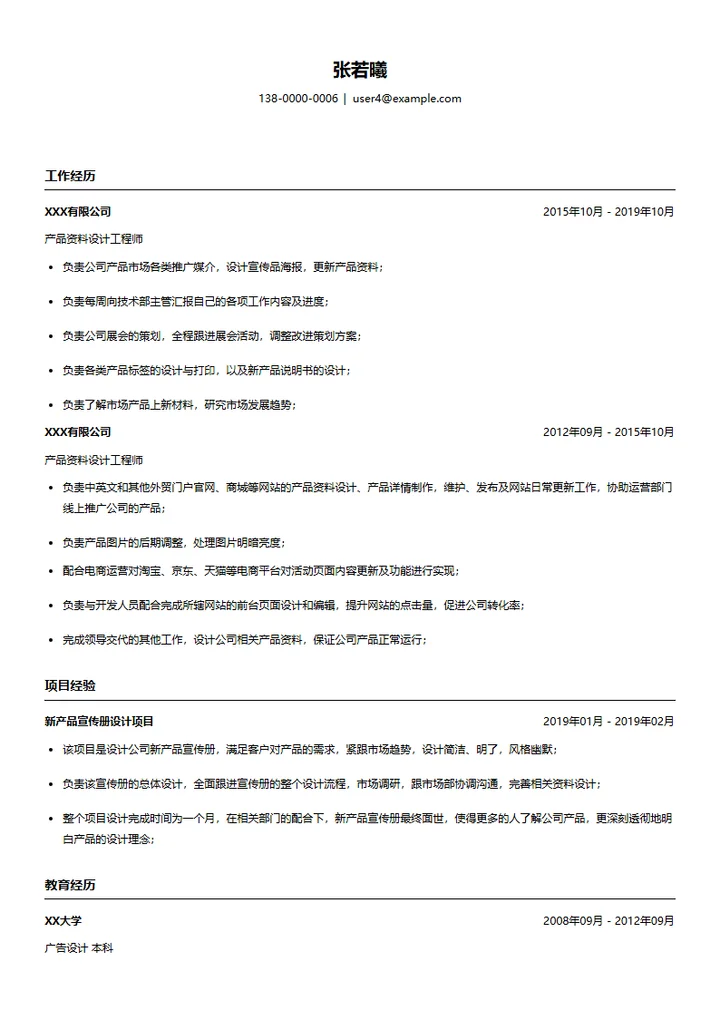 张若曦
138-0000-0006 | user4@example.com
工作经历
XXX有限公司 2015年10月 - 2019年10月
产品资料设计工程师
• 负责公司产品市场各类推广媒介，设计宣传品海报，更新产品资料；
• 负责每周向技术部主管汇报自己的各项工作内容及进度；
• 负责公司展会的策划，全程跟进展会活动，调整改进策划方案；
• 负责各类产品标签的设计与打印，以及新产品说明书的设计；
• 负责了解市场产品上新材料，研究市场发展趋势；
XXX有限公司 2012年09月 - 2015年10月
产品资料设计工程师
• 负责中英文和其他外贸门户官网、商城等网站的产品资料设计、产品详情制作，维护、发布及网站日常更新工作，协助运营部门
线上推广公司的产品；
• 负责产品图片的后期调整，处理图片明暗亮度；
• 配合电商运营对淘宝、京东、天猫等电商平台对活动页面内容更新及功能进行实现；
• 负责与开发人员配合完成所辖网站的前台页面设计和编辑，提升网站的点击量，促进公司转化率；
• 完成领导交代的其他工作，设计公司相关产品资料，保证公司产品正常运行；
项目经验
新产品宣传册设计项目 2019年01月 - 2019年02月
• 该项目是设计公司新产品宣传册，满足客户对产品的需求，紧跟市场趋势，设计简洁、明了，风格幽默；
• 负责该宣传册的总体设计，全面跟进宣传册的整个设计流程，市场调研，跟市场部协调沟通，完善相关资料设计；
• 整个项目设计完成时间为一个月，在相关部门的配合下，新产品宣传册最终面世，使得更多的人了解公司产品，更深刻透彻地明
白产品的设计理念；
教育经历
XX大学 2008年09月 - 2012年09月
广告设计 本科